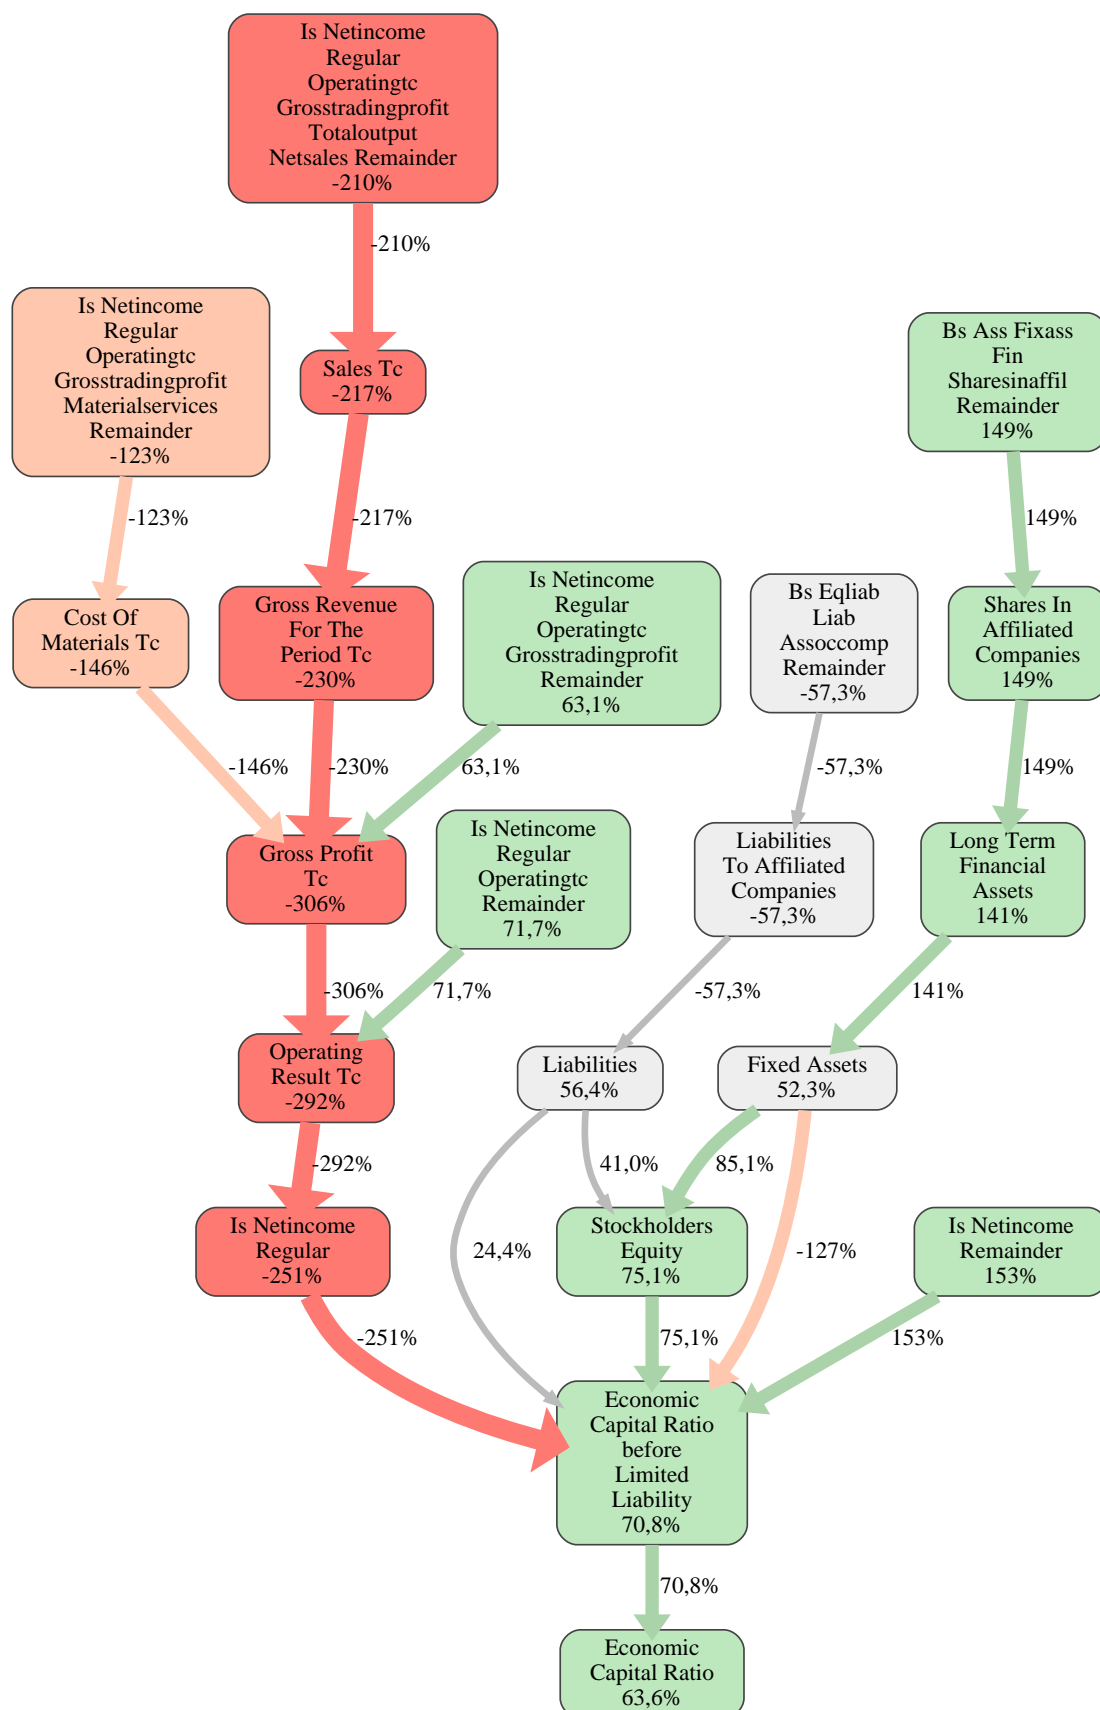 Is Netincome
Regular
Operatingtc
Grosstradingprofit
Totaloutput
Netsales Remainder
-210%
-210%
Is Netincome
Regular
Operatingtc
Grosstradingprofit
Materialservices
Remainder
-123%
Sales Tc
-217%
Bs Ass Fixass
Fin
Sharesinaffil
Remainder
149%
-123%
-217%
149%
Cost Of
Materials Tc
-146%
Gross Revenue
For The
Period Tc
-230%
Is Netincome
Regular
Operatingtc
Grosstradingprofit
Remainder
63,1%
Bs Eqliab
Liab
Assoccomp
Remainder
-57,3%
Shares In
Affiliated
Companies
149%
-146%
-230%
63,1%
-57,3%
149%
Gross Profit
Tc
-306%
Is Netincome
Regular
Operatingtc
Remainder
71,7%
Liabilities
To Affiliated
Companies
-57,3%
Long Term
Financial
Assets
141%
-306%
71,7%
-57,3%
141%
Operating
Result Tc
-292%
Liabilities
56,4%
Fixed Assets
52,3%
-292%
41,0%
85,1%
Is Netincome
Regular
-251%
24,4%
Stockholders
Equity
75,1%
-127%
Is Netincome
Remainder
153%
-251%
75,1%
153%
Economic
Capital Ratio
before
Limited
Liability
70,8%
70,8%
Economic
Capital Ratio
63,6%